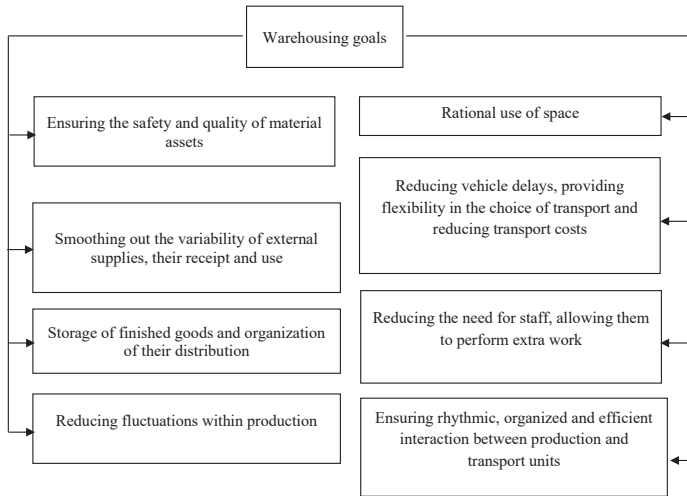 Warehousing goals
Ensuring the safety and quality of material
assets
Smoothing out the variability of external
supplies, their receipt and use
Storage of finished goods and organization
of their distribution
Reducing fluctuations within production
Rational use of space
Reducing vehicle delays, providing
flexibility in the choice of transport and
reducing transport costs
Reducing the need for staff, allowing them
to perform extra work
Ensuring rhythmic, organized and efficient
interaction between production and
transport units